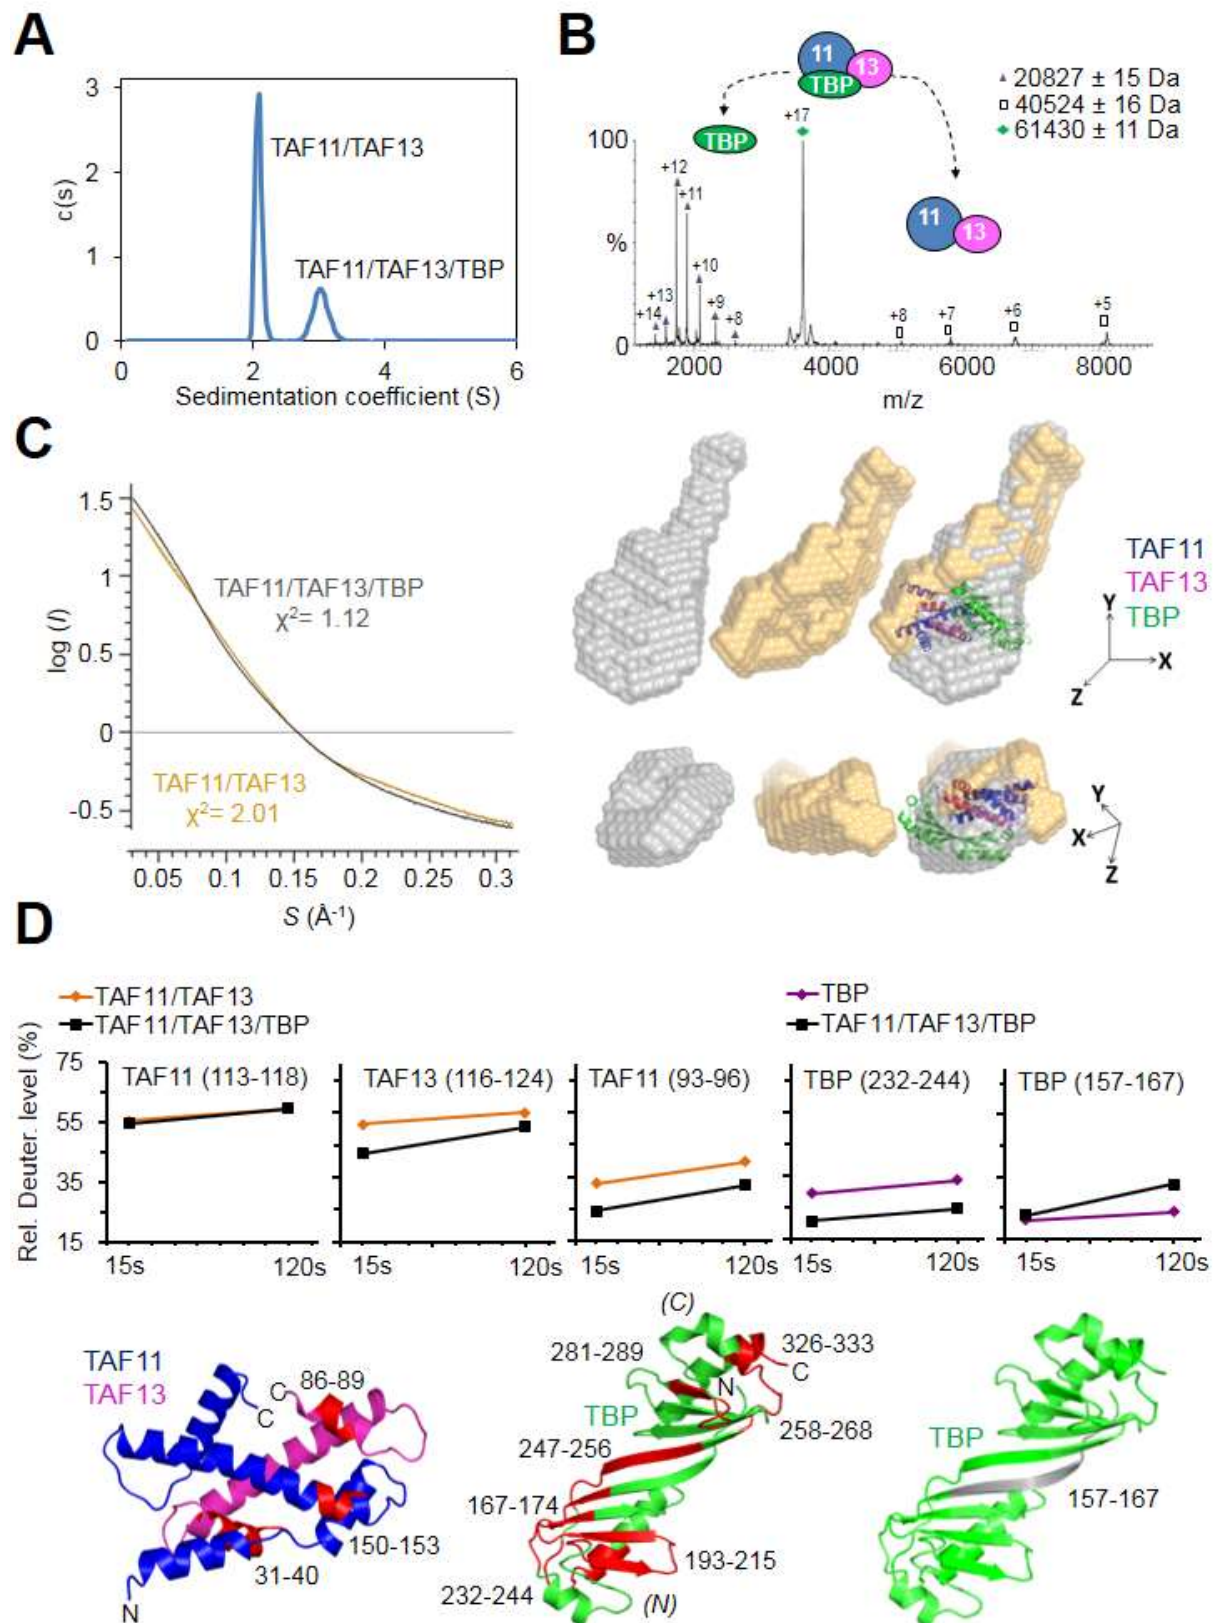 A
3
2
1
0
c(s)
TAF11/TAF13
TAF11/TAF13/TBP
0 2 4 6
Sedimentation coefficient (S)
B
11
13
TBP
▲ 20827 ± 15 Da
□ 40524 ± 16 Da
◆ 61430 ± 11 Da
TBP
11
13
100
%
0
+17
+12
+11
+10
+13
+14
+9
+8
+8
+7
+6
+5
2000 4000 6000 8000
m/z
C
1.5
1
0.5
0
-0.5
log (I)
TAF11/TAF13/TBP
χ²= 1.12
TAF11/TAF13
χ²= 2.01
0.05 0.1 0.15 0.2 0.25 0.3
S (Å⁻¹)
TAF11
TAF13
TBP
Y
X
Z
Y
X
Z
D
TAF11/TAF13
TAF11/TAF13/TBP
TBP
TAF11/TAF13/TBP
Rel. Deuter. level (%)
75
55
35
15
TAF11 (113-118)
TAF13 (116-124)
TAF11 (93-96)
TBP (232-244)
TBP (157-167)
15s 120s
15s 120s
15s 120s
15s 120s
15s 120s
TAF11
TAF13
86-89
C
C
150-153
31-40
N
(C)
281-289
326-333
C
N
TBP
258-268
247-256
167-174
193-215
232-244
(N)
TBP
157-167